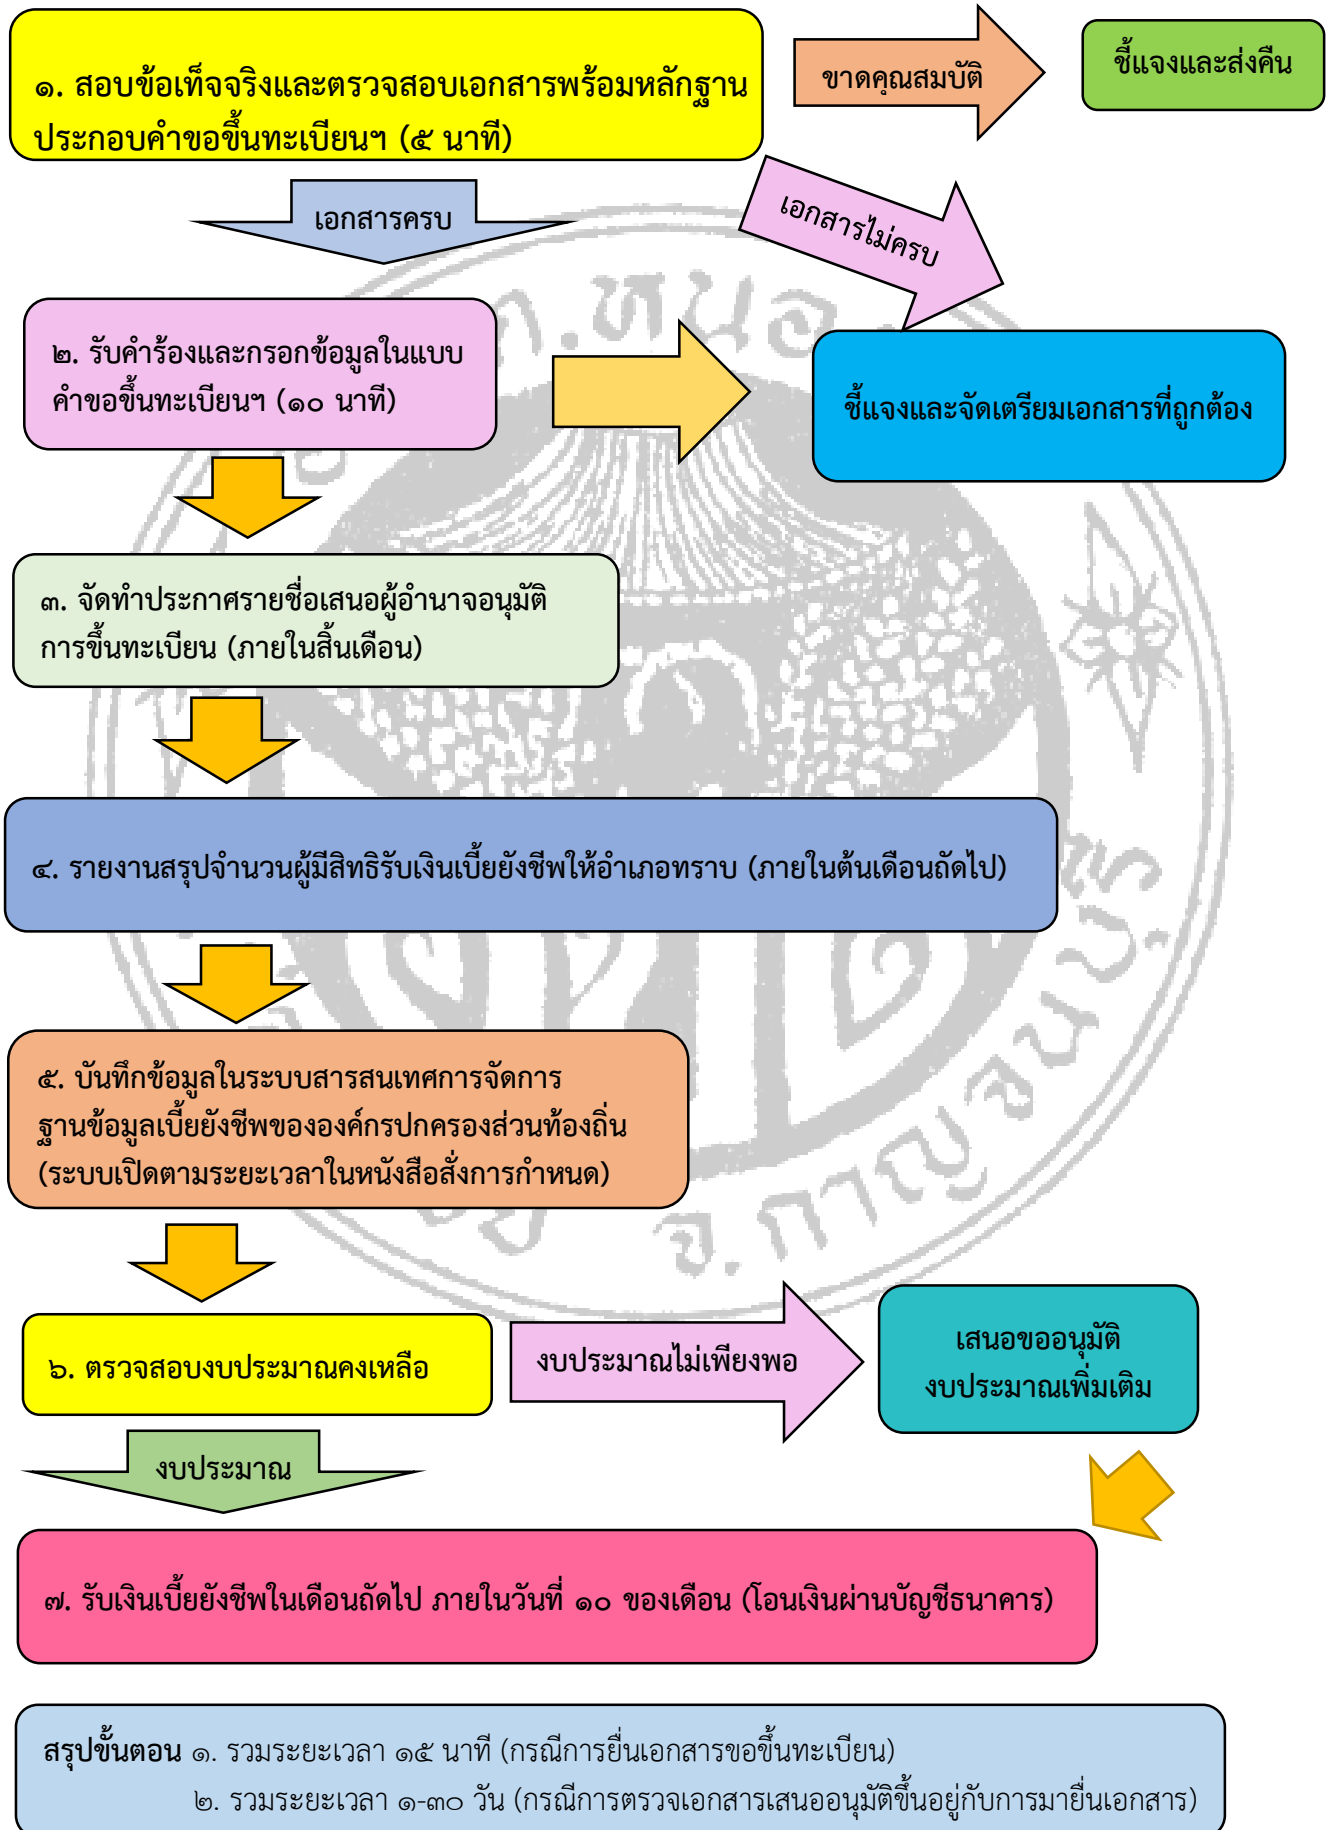 ๑. สอบข้อเท็จจริงและตรวจสอบเอกสารพร้อมหลักฐาน
ประกอบคำขอขึ้นทะเบียนฯ (๕ นาที)
ขาดคุณสมบัติ
ชี้แจงและส่งคืน
เอกสารครบ
เอกสารไม่ครบ
๒. รับคำร้องและกรอกข้อมูลในแบบ
คำขอขึ้นทะเบียนฯ (๑๐ นาที)
ชี้แจงและจัดเตรียมเอกสารที่ถูกต้อง
๓. จัดทำประกาศรายชื่อเสนอผู้อำนาจอนุมัติ
การขึ้นทะเบียน (ภายในสิ้นเดือน)
๔. รายงานสรุปจำนวนผู้มีสิทธิรับเงินเบี้ยยังชีพให้อำเภอทราบ (ภายในต้นเดือนถัดไป)
๕. บันทึกข้อมูลในระบบสารสนเทศการจัดการ
ฐานข้อมูลเบี้ยยังชีพขององค์กรปกครองส่วนท้องถิ่น
(ระบบเปิดตามระยะเวลาในหนังสือสั่งการกำหนด)
จ.กาญจนบุรี
๖. ตรวจสอบงบประมาณคงเหลือ
งบประมาณไม่เพียงพอ
เสนอขออนุมัติ
งบประมาณเพิ่มเติม
งบประมาณ
๗. รับเงินเบี้ยยังชีพในเดือนถัดไป ภายในวันที่ ๑๐ ของเดือน (โอนเงินผ่านบัญชีธนาคาร)
สรุปขั้นตอน ๑. รวมระยะเวลา ๑๕ นาที (กรณีการยื่นเอกสารขอขึ้นทะเบียน)
๒. รวมระยะเวลา ๑-๓๐ วัน (กรณีการตรวจเอกสารเสนออนุมัติขึ้นอยู่กับการมายื่นเอกสาร)